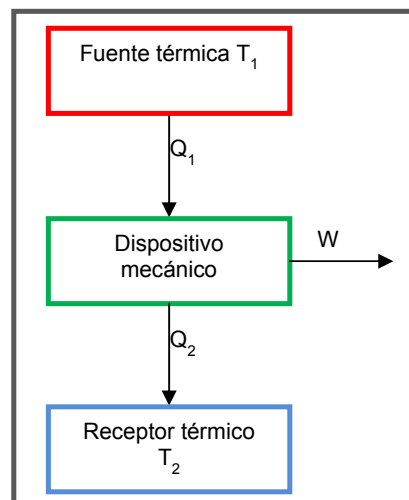 Fuente térmica T₁
Q₁
Dispositivo
mecánico
W
Q₂
Receptor térmico
T₂